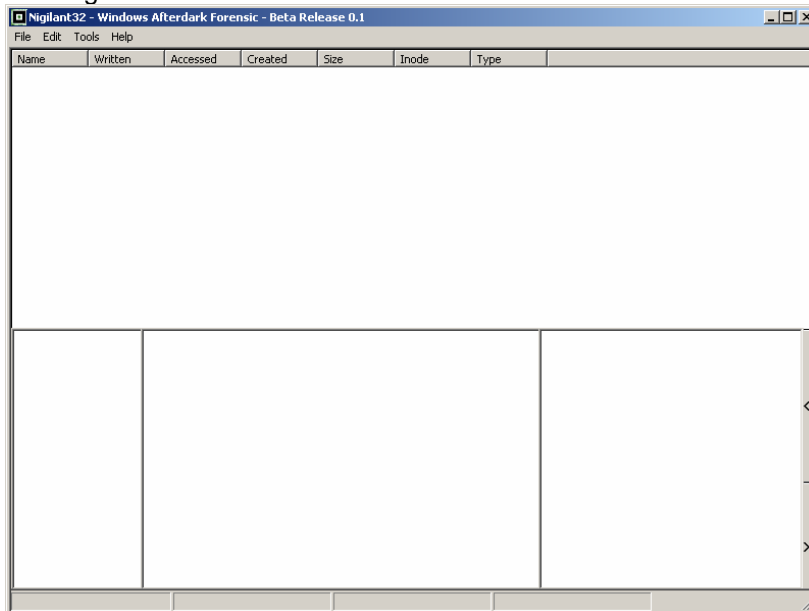 Nigilant32 - Windows Afterdark Forensic - Beta Release 0.1
File Edit Tools Help
Name Written Accessed Created Size Inode Type